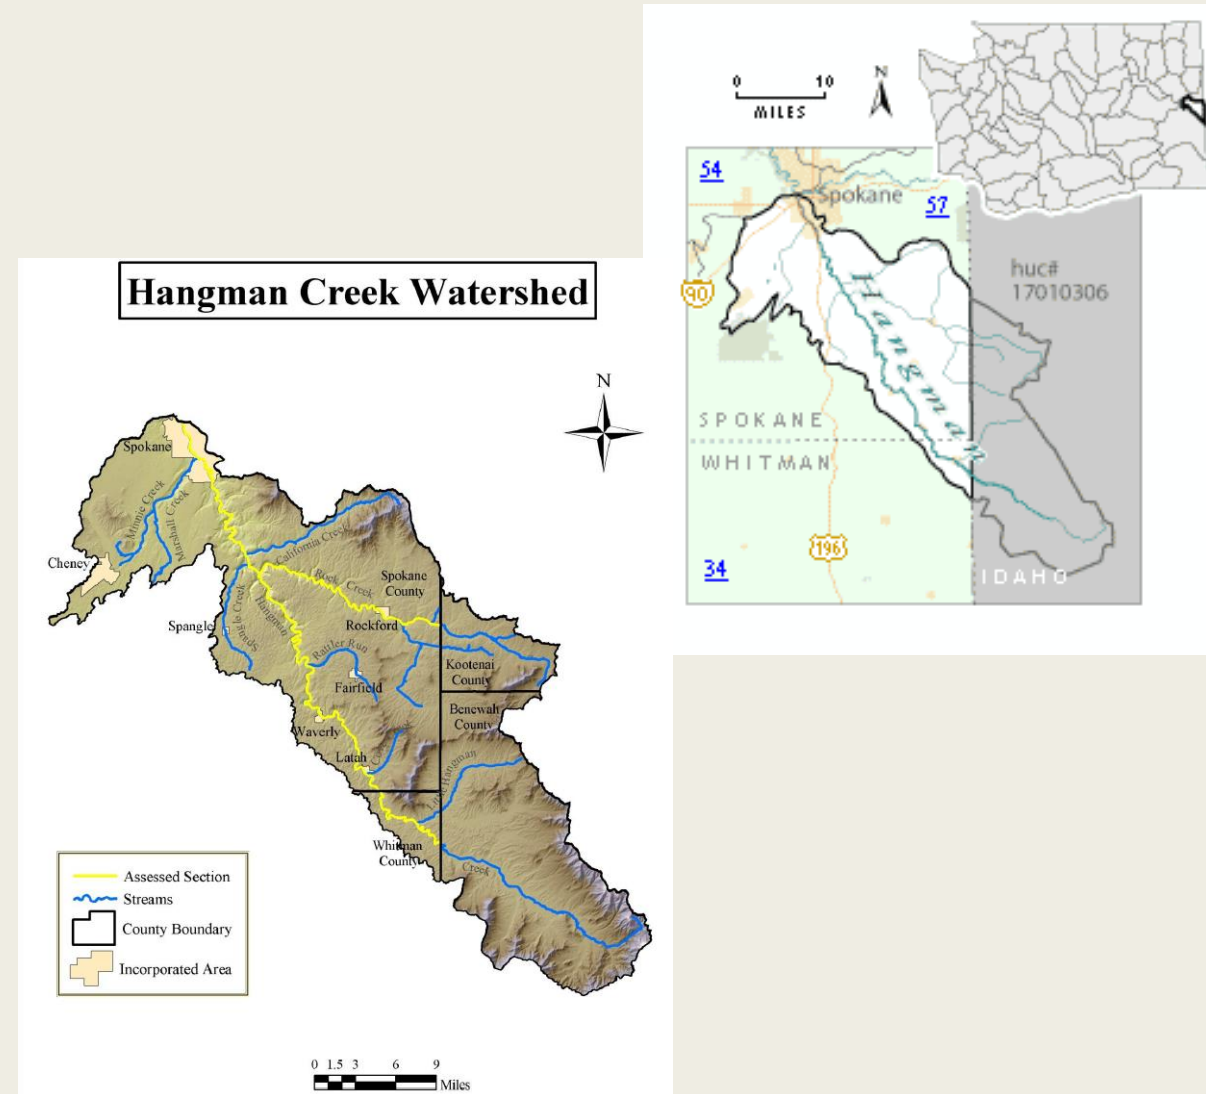 0 10
MILES
N
54
Spokane
57
huc#
17010306
90
Hangman
SPOKANE
WHITMAN
196
34
IDAHO
Hangman Creek Watershed
N
Spokane
Minnie Creek
Marshall Creek
Cheney
California Creek
Rock Creek
Spokane
County
Spangle
Spangle Creek
Hangman
Rockford
Rattler Run
Kootenai
County
Fairfield
Benewah
County
Waverly
Latah
Little Hangman
Whitman
County
Creek
Assessed Section
Streams
County Boundary
Incorporated Area
0 1.5 3 6 9
Miles